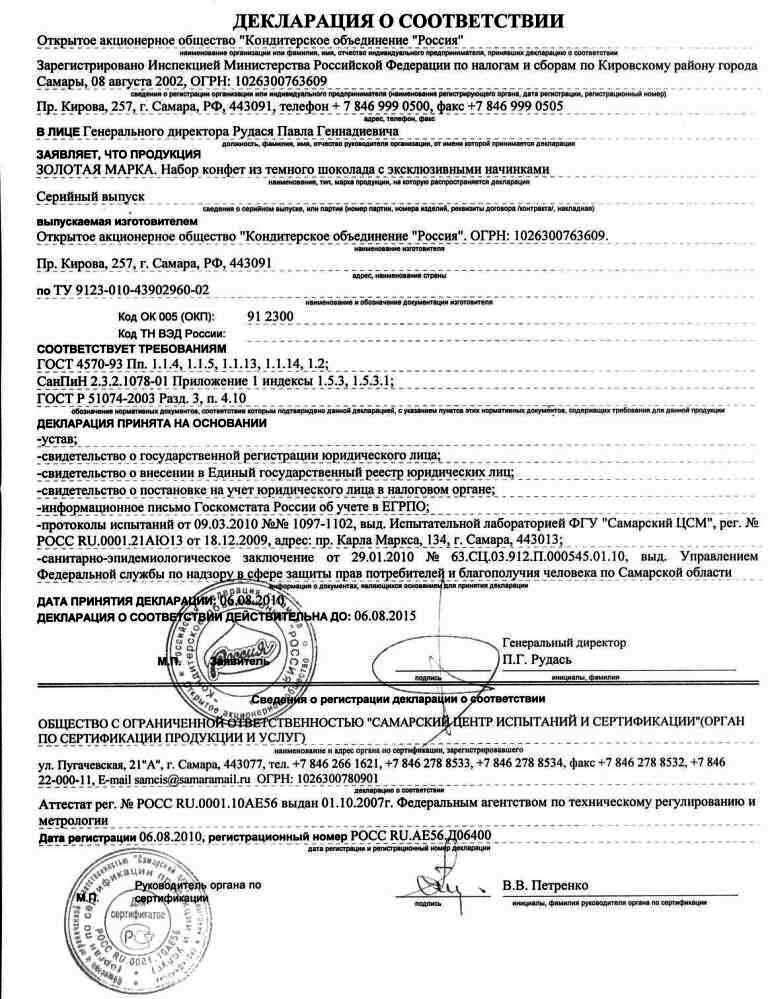 ДЕКЛАРАЦИЯ О СООТВЕТСТВИИ
Открытое акционерное общество "Кондитерское объединение "Россия"
наименование организации или фамилия, имя, отчество индивидуального предпринимателя, принявших декларацию о соответствии
Зарегистрировано Инспекцией Министерства Российской Федерации по налогам и сборам по Кировскому району города
Самары, 08 августа 2002, ОГРН: 1026300763609
сведения о регистрации организации или индивидуального предпринимателя (наименование регистрирующего органа, дата регистрации, регистрационный номер)
Пр. Кирова, 257, г. Самара, РФ, 443091, телефон + 7 846 999 0500, факс +7 846 999 0505
адрес, телефон, факс
В ЛИЦЕ Генерального директора Рудася Павла Геннадиевича
должность, фамилия, имя, отчество руководителя организации, от имени которой принимается декларация
ЗАЯВЛЯЕТ, ЧТО ПРОДУКЦИЯ
ЗОЛОТАЯ МАРКА. Набор конфет из темного шоколада с эксклюзивными начинками
наименование, тип, марка продукции, на которую распространяется декларация
Серийный выпуск
сведения о серийном выпуске, или партии (номер партии, номера изделий, реквизиты договора /контракта/, накладная)
выпускаемая изготовителем
Открытое акционерное общество "Кондитерское объединение "Россия". ОГРН: 1026300763609.
наименование изготовителя
Пр. Кирова, 257, г. Самара, РФ, 443091
адрес, наименование страны
по ТУ 9123-010-43902960-02
наименование и обозначение документации изготовителя
Код ОК 005 (ОКП): 91 2300
Код ТН ВЭД России:
СООТВЕТСТВУЕТ ТРЕБОВАНИЯМ
ГОСТ 4570-93 Пп. 1.1.4, 1.1.5, 1.1.13, 1.1.14, 1.2;
СанПиН 2.3.2.1078-01 Приложение 1 индексы 1.5.3, 1.5.3.1;
ГОСТ Р 51074-2003 Разд. 3, п. 4.10
обозначение нормативных документов, соответствие которым подтверждено данной декларацией, с указанием пунктов этих нормативных документов, содержащих требования для данной продукции
ДЕКЛАРАЦИЯ ПРИНЯТА НА ОСНОВАНИИ
-устав;
-свидетельство о государственной регистрации юридического лица;
-свидетельство о внесении в Единый государственный реестр юридических лиц;
-свидетельство о постановке на учет юридического лица в налоговом органе;
-информационное письмо Госкомстата России об учете в ЕГРПО;
-протоколы испытаний от 09.03.2010 №№ 1097-1102, выд. Испытательной лабораторией ФГУ "Самарский ЦСМ", рег. №
РОСС RU.0001.21АЮ13 от 18.12.2009, адрес: пр. Карла Маркса, 134, г. Самара, 443013;
-санитарно-эпидемиологическое заключение от 29.01.2010 № 63.СЦ.03.912.П.000545.01.10, выд. Управлением
Федеральной службы по надзору в сфере защиты прав потребителей и благополучия человека по Самарской области
информация о документах, являющихся основанием для принятия декларации
ДАТА ПРИНЯТИЯ ДЕКЛАРАЦИИ: 06.08.2010
ДЕКЛАРАЦИЯ О СООТВЕТСТВИИ ДЕЙСТВИТЕЛЬНА ДО: 06.08.2015
Генеральный директор
М.П. Заявитель П.Г. Рудась
Россия
подпись инициалы, фамилия
Сведения о регистрации декларации о соответствии
ОБЩЕСТВО С ОГРАНИЧЕННОЙ ОТВЕТСТВЕННОСТЬЮ "САМАРСКИЙ ЦЕНТР ИСПЫТАНИЙ И СЕРТИФИКАЦИИ"(ОРГАН
ПО СЕРТИФИКАЦИИ ПРОДУКЦИИ И УСЛУГ)
наименование и адрес органа по сертификации, зарегистрировавшего
ул. Пугачевская, 21"А", г. Самара, 443077, тел. +7 846 266 1621, +7 846 278 8533, +7 846 278 8534, факс +7 846 278 8532, +7 846
22-000-11, E-mail samcis@samaramail.ru ОГРН: 1026300780901
декларацию о соответствии
Аттестат рег. № РОСС RU.0001.10АЕ56 выдан 01.10.2007г. Федеральным агентством по техническому регулированию и
метрологии
Дата регистрации 06.08.2010, регистрационный номер РОСС RU.АЕ56.Д06400
дата регистрации и регистрационный номер декларации
М.П. Руководитель органа по
сертификации
В.В. Петренко
подпись инициалы, фамилия руководителя органа по сертификации
Для
сертификатов
РОСС RU.0001.10АЕ56